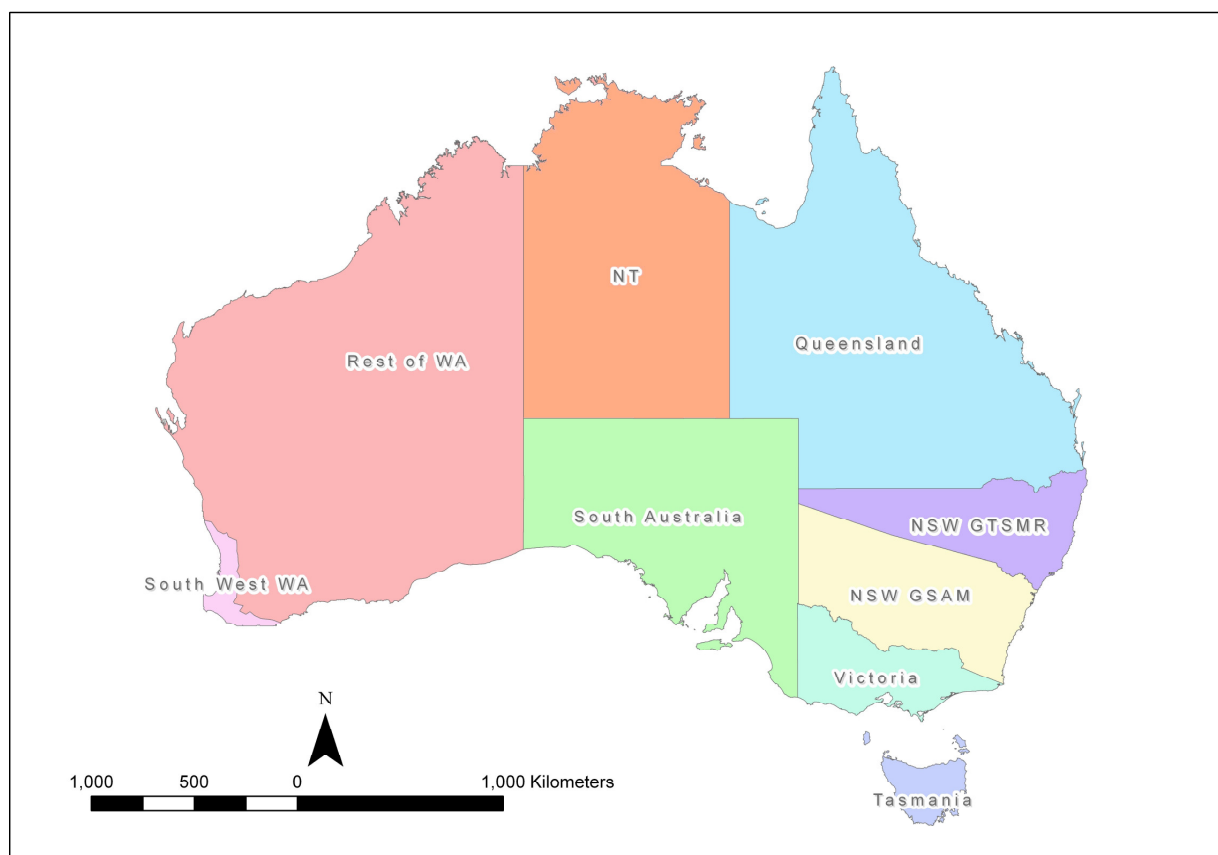 NT
Queensland
Rest of WA
South Australia
NSW GTSMR
South West WA
NSW GSAM
Victoria
N
1,000 500 0 1,000 Kilometers
Tasmania